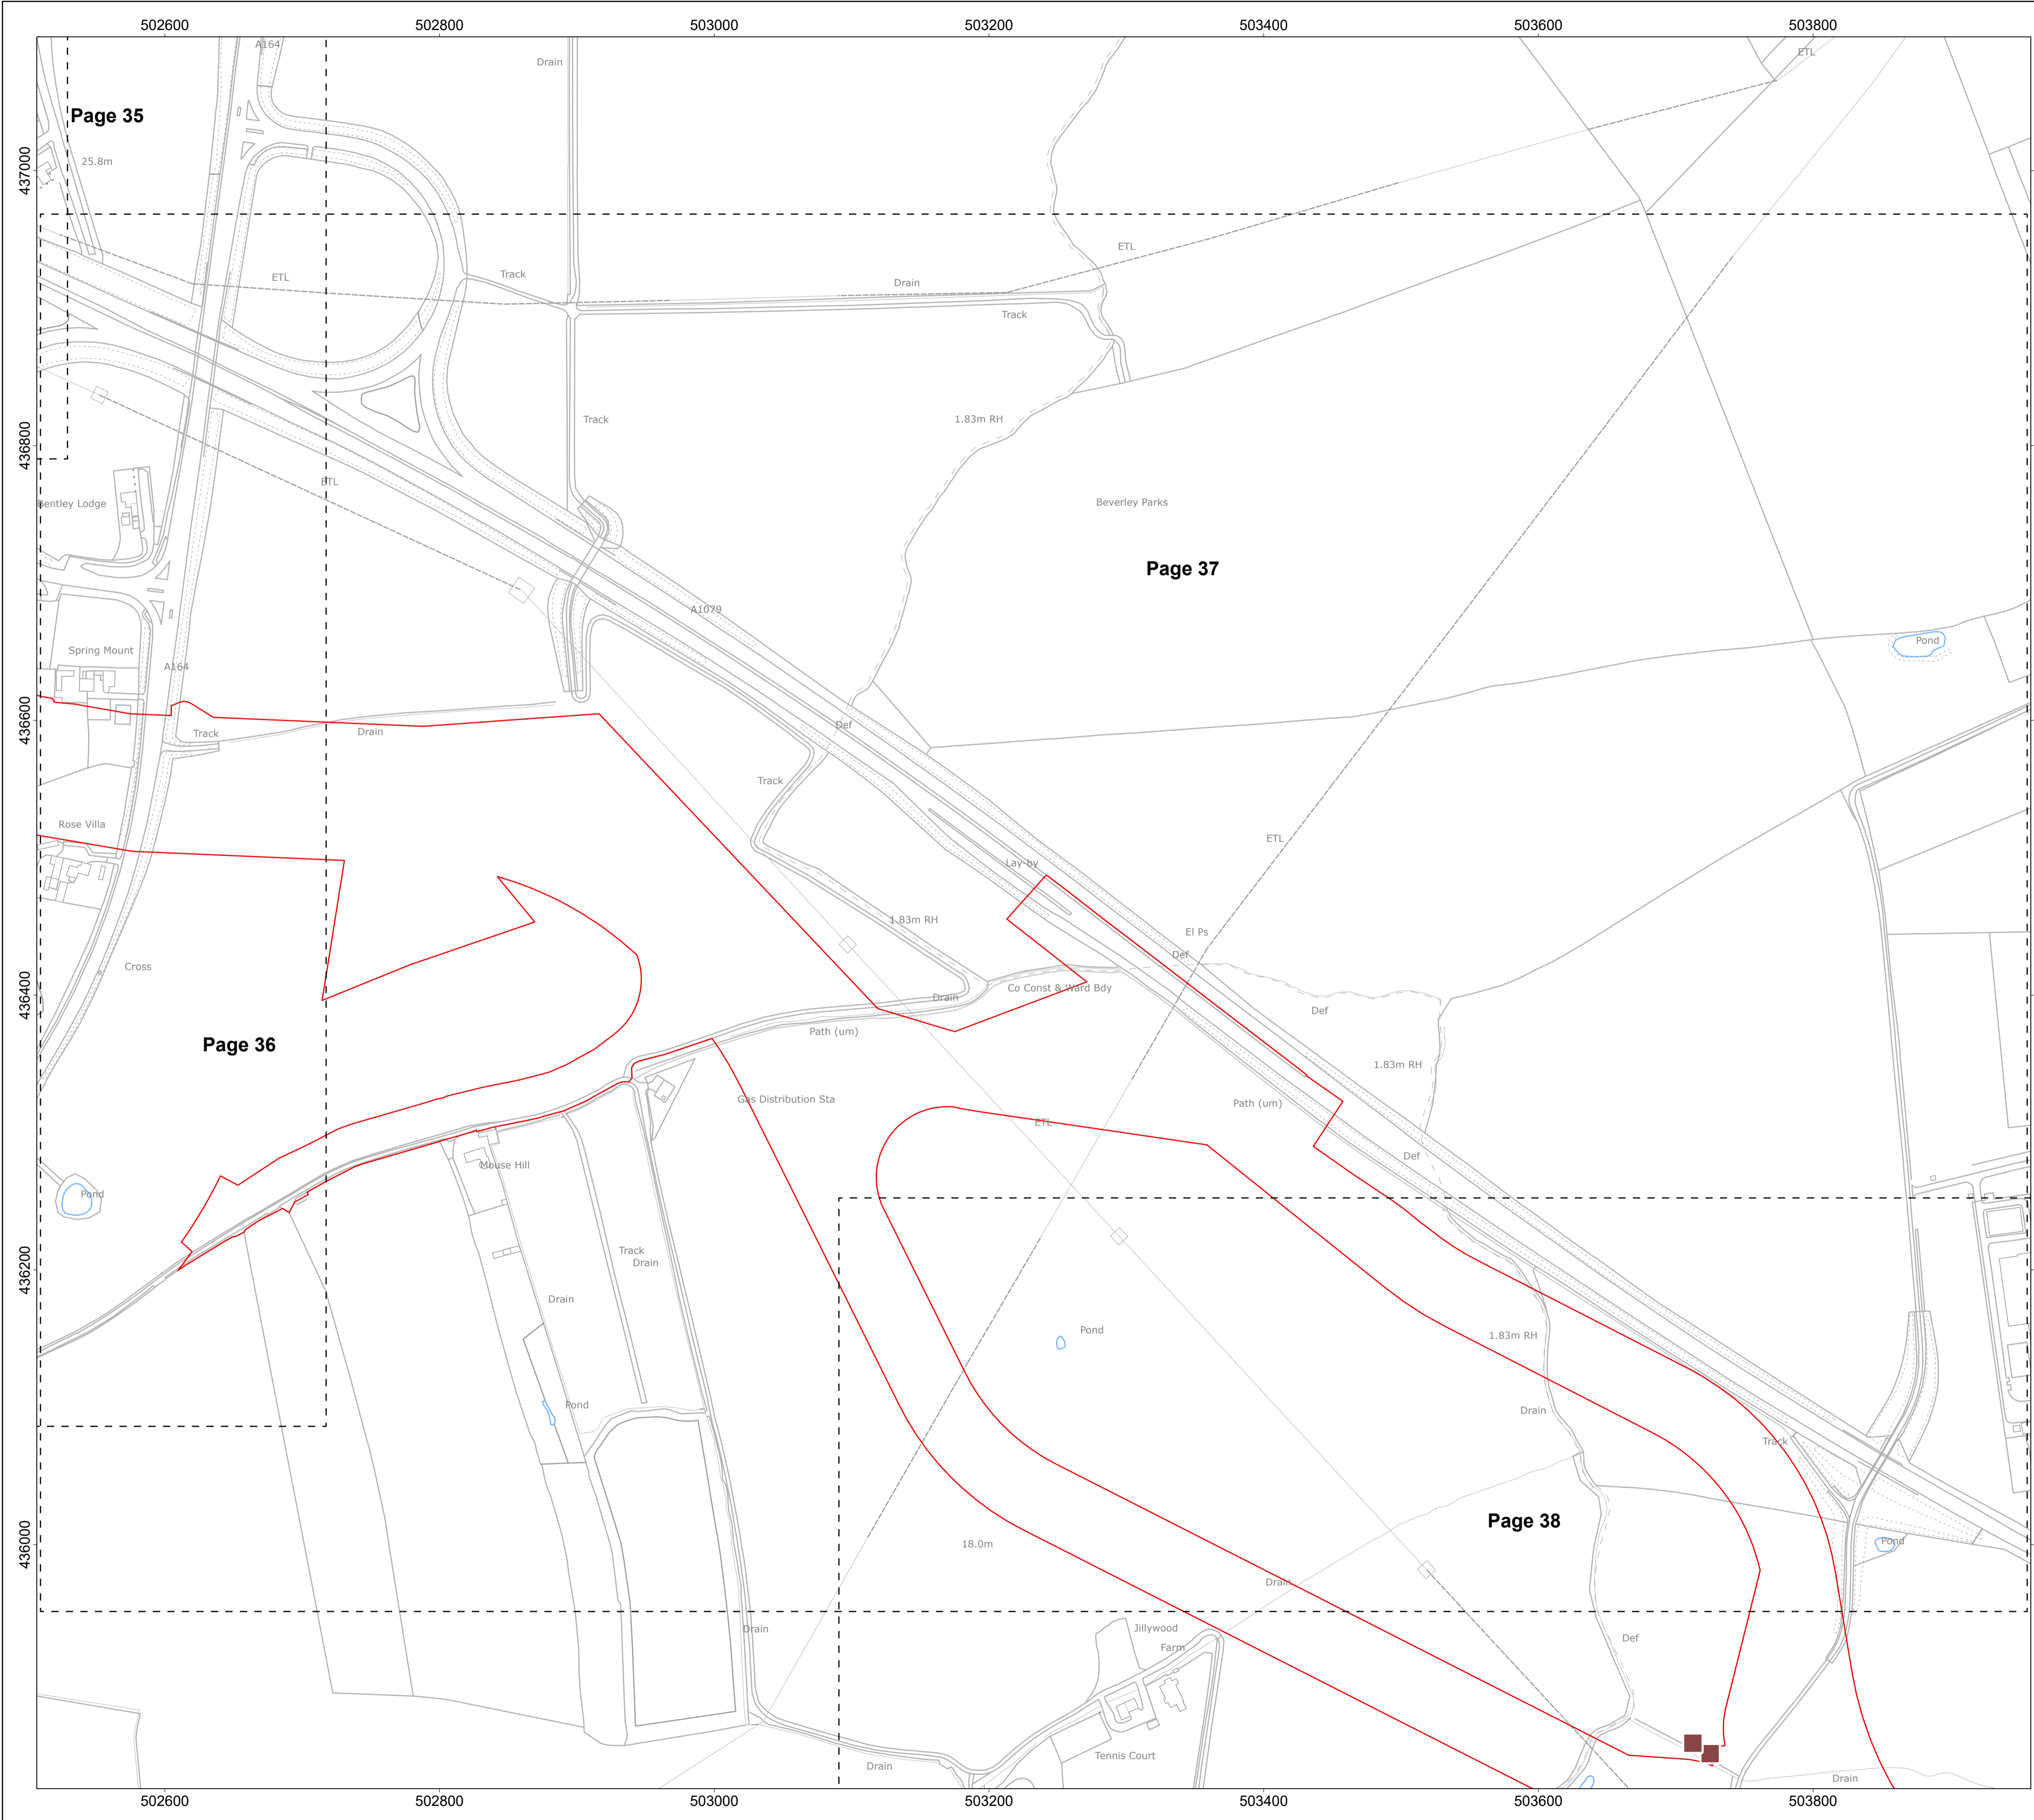 502600 502800 503000 503200 503400 503600 503800
A164
Drain
ETL
Page 35
25.8m
437000
ETL
ETL
Track
Drain
Track
Track
1.83m RH
436800
ETL
Bentley Lodge
Beverley Parks
Page 37
A1079
Spring Mount
A164
Pond
436600
Track
Drain
Def
Track
Rose Villa
ETL
Lay-by
1.83m RH
El Ps
Def
Cross
Co Const & Ward Bdy
Drain
436400
Def
Path (um)
Page 36
1.83m RH
Gas Distribution Sta
Path (um)
ETL
Def
Mouse Hill
Pond
Track
Drain
436200
Drain
Pond
1.83m RH
Pond
Drain
Track
Page 38
436000
18.0m
Pond
Drain
Drain
Jillywood
Farm
Def
Tennis Court
Drain
Drain
502600 502800 503000 503200 503400 503600 503800